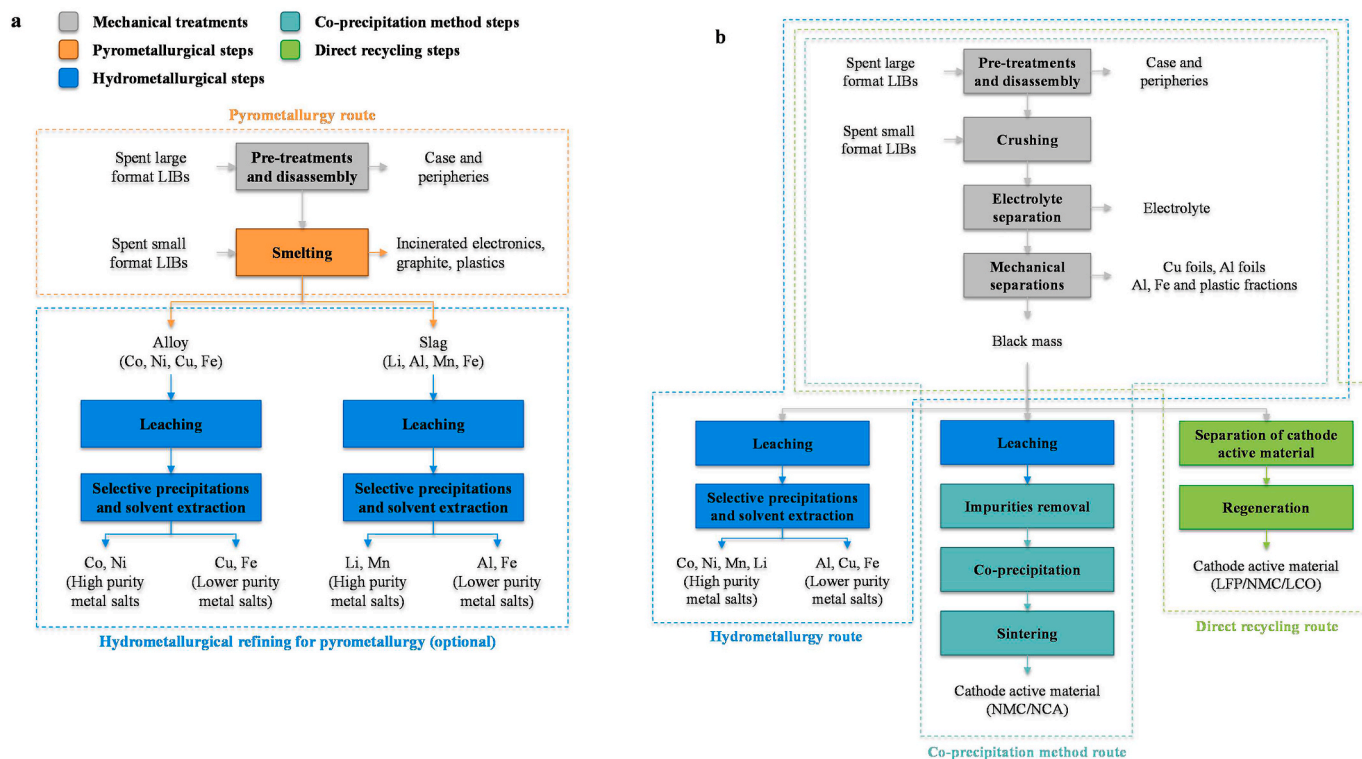 a
Mechanical treatments
Co-precipitation method steps
Pyrometallurgical steps
Direct recycling steps
Hydrometallurgical steps
Pyrometallurgy route
Spent large
format LIBs
Pre-treatments
and disassembly
Case and
peripheries
Spent small
format LIBs
Smelting
Incinerated electronics,
graphite, plastics
Alloy
(Co, Ni, Cu, Fe)
Slag
(Li, Al, Mn, Fe)
Leaching
Leaching
Selective precipitations
and solvent extraction
Selective precipitations
and solvent extraction
Co, Ni
(High purity
metal salts)
Cu, Fe
(Lower purity
metal salts)
Li, Mn
(High purity
metal salts)
Al, Fe
(Lower purity
metal salts)
Hydrometallurgical refining for pyrometallurgy (optional)
b
Spent large
format LIBs
Pre-treatments
and disassembly
Case and
peripheries
Spent small
format LIBs
Crushing
Electrolyte
separation
Electrolyte
Mechanical
separations
Cu foils, Al foils
Al, Fe and plastic fractions
Black mass
Leaching
Selective precipitations
and solvent extraction
Co, Ni, Mn, Li
(High purity
metal salts)
Al, Cu, Fe
(Lower purity
metal salts)
Hydrometallurgy route
Leaching
Impurities removal
Co-precipitation
Sintering
Cathode active material
(NMC/NCA)
Co-precipitation method route
Separation of cathode
active material
Regeneration
Cathode active material
(LFP/NMC/LCO)
Direct recycling route